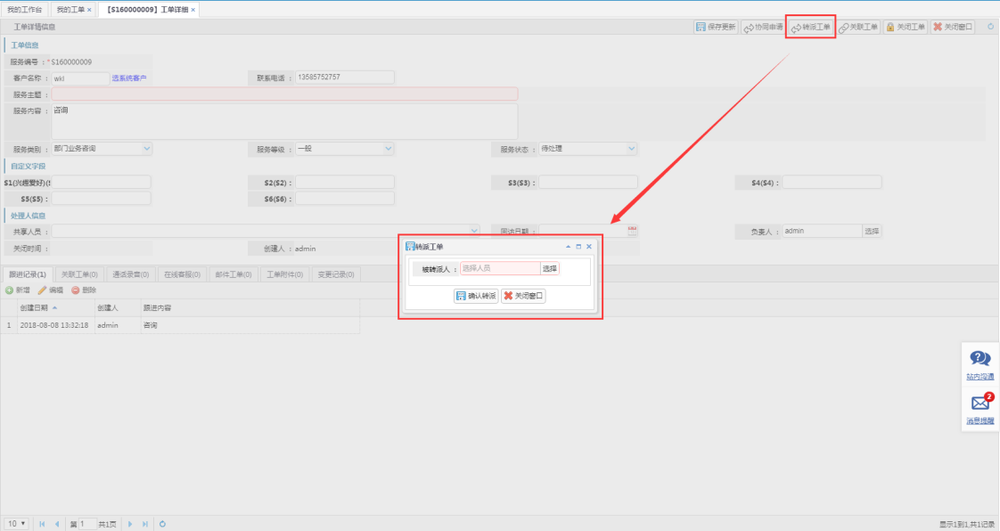 我的工作台 我的工单 × 【S160000009】工单详细 ×
工单详情信息 保存更新 协同申请 转派工单 关联工单 关闭工单 关闭窗口
工单信息
服务编号 : *S160000009
客户名称 : wkl 选系统客户 联系电话 : 13585752757
服务主题 :
服务内容 : 咨询
服务类别 : 部门业务咨询 服务等级 : 一般 服务状态 : 待处理
自定义字段
S1(兴趣爱好)( S2(S2) : S3(S3) : S4(S4) :
S5(S5) : S6(S6) :
处理人信息
共享人员 : 回访日期 : 负责人 : admin 选择
关闭时间 : 创建人 : admin
转派工单
被转派人 : 选择人员 选择
确认转派 关闭窗口
跟进记录(1) 关联工单(0) 通话录音(0) 在线客服(0) 邮件工单(0) 工单附件(0) 变更记录(0)
新增 编辑 删除
创建日期 创建人 跟进内容
1 2018-08-08 13:32:18 admin 咨询
站内沟通
2
消息提醒
10 第 1 共1页 显示1到1,共1记录